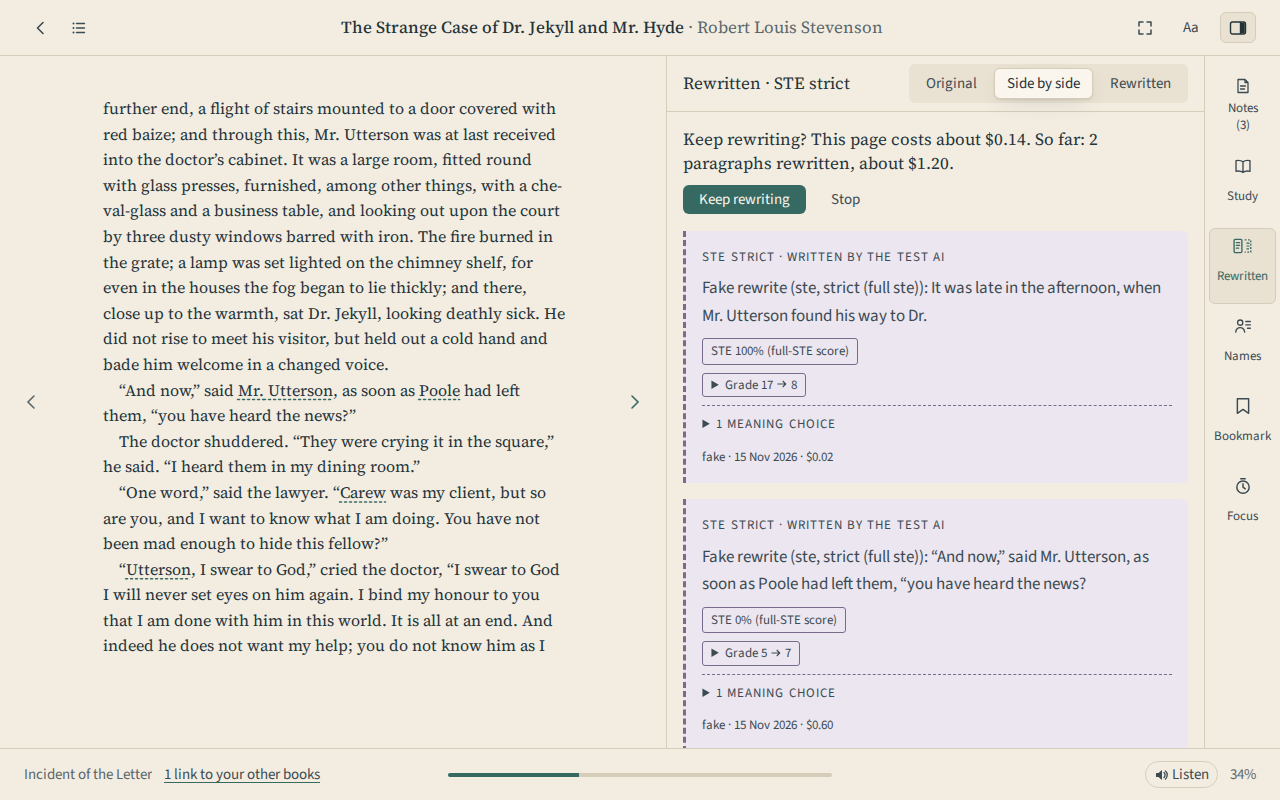 The Strange Case of Dr. Jekyll and Mr. Hyde · Robert Louis Stevenson
Aa
further end, a flight of stairs mounted to a door covered with
red baize; and through this, Mr. Utterson was at last received
into the doctor’s cabinet. It was a large room, fitted round
with glass presses, furnished, among other things, with a che-
val-glass and a business table, and looking out upon the court
by three dusty windows barred with iron. The fire burned in
the grate; a lamp was set lighted on the chimney shelf, for
even in the houses the fog began to lie thickly; and there,
close up to the warmth, sat Dr. Jekyll, looking deathly sick. He
did not rise to meet his visitor, but held out a cold hand and
bade him welcome in a changed voice.
“And now,” said Mr. Utterson, as soon as Poole had left
them, “you have heard the news?”
The doctor shuddered. “They were crying it in the square,”
he said. “I heard them in my dining room.”
“One word,” said the lawyer. “Carew was my client, but so
are you, and I want to know what I am doing. You have not
been mad enough to hide this fellow?”
“Utterson, I swear to God,” cried the doctor, “I swear to God
I will never set eyes on him again. I bind my honour to you
that I am done with him in this world. It is all at an end. And
indeed he does not want my help; you do not know him as I
Rewritten · STE strict
Original
Side by side
Rewritten
Keep rewriting? This page costs about $0.14. So far: 2
paragraphs rewritten, about $1.20.
Keep rewriting
Stop
STE STRICT · WRITTEN BY THE TEST AI
Fake rewrite (ste, strict (full ste)): It was late in the afternoon, when
Mr. Utterson found his way to Dr.
STE 100% (full-STE score)
Grade 17 → 8
1 MEANING CHOICE
fake · 15 Nov 2026 · $0.02
STE STRICT · WRITTEN BY THE TEST AI
Fake rewrite (ste, strict (full ste)): “And now,” said Mr. Utterson, as
soon as Poole had left them, “you have heard the news?
STE 0% (full-STE score)
Grade 5 → 7
1 MEANING CHOICE
fake · 15 Nov 2026 · $0.60
Notes
(3)
Study
Rewritten
Names
Bookmark
Focus
Incident of the Letter
1 link to your other books
Listen
34%